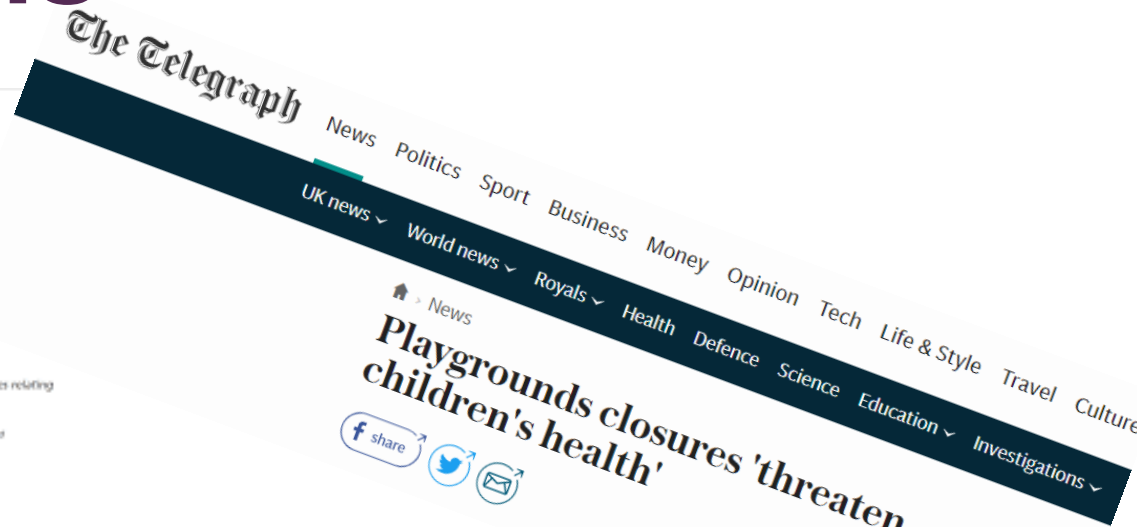 The Telegraph
News Politics Sport Business Money Opinion Tech Life & Style Travel Culture
UK news World news Royals Health Defence Science Education Investigations
News
Playgrounds closures 'threaten
children's health'
f share
relating